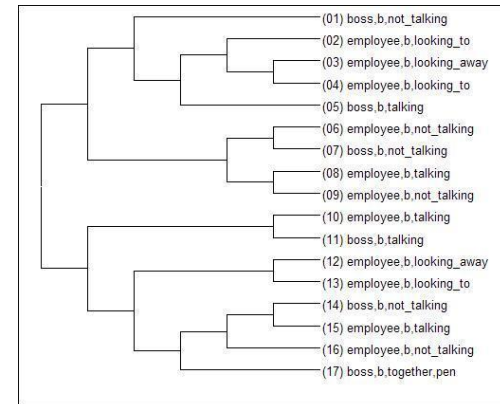 (01) boss,b,not_talking
(02) employee,b,looking_to
(03) employee,b,looking_away
(04) employee,b,looking_to
(05) boss,b,talking
(06) employee,b,not_talking
(07) boss,b,not_talking
(08) employee,b,talking
(09) employee,b,not_talking
(10) employee,b,talking
(11) boss,b,talking
(12) employee,b,looking_away
(13) employee,b,looking_to
(14) boss,b,not_talking
(15) employee,b,talking
(16) employee,b,not_talking
(17) boss,b,together,pen